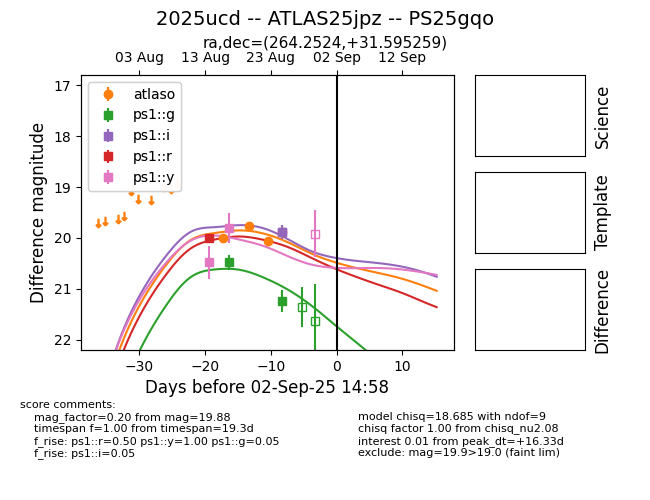 2025ucd -- ATLAS25jpz -- PS25gqo
ra,dec=(264.2524,+31.595259)
03 Aug 13 Aug 23 Aug 02 Sep 12 Sep
17
18
19
20
21
22
Difference magnitude
atlaso
ps1::g
ps1::i
ps1::r
ps1::y
−30 −20 −10 0 10
Days before 02-Sep-25 14:58
Science
Template
Difference
score comments:
mag_factor=0.20 from mag=19.88
timespan f=1.00 from timespan=19.3d
f_rise: ps1::r=0.50 ps1::y=1.00 ps1::g=0.05
f_rise: ps1::i=0.05
model chisq=18.685 with ndof=9
chisq factor 1.00 from chisq_nu2.08
interest 0.01 from peak_dt=+16.33d
exclude: mag=19.9>19.0 (faint lim)